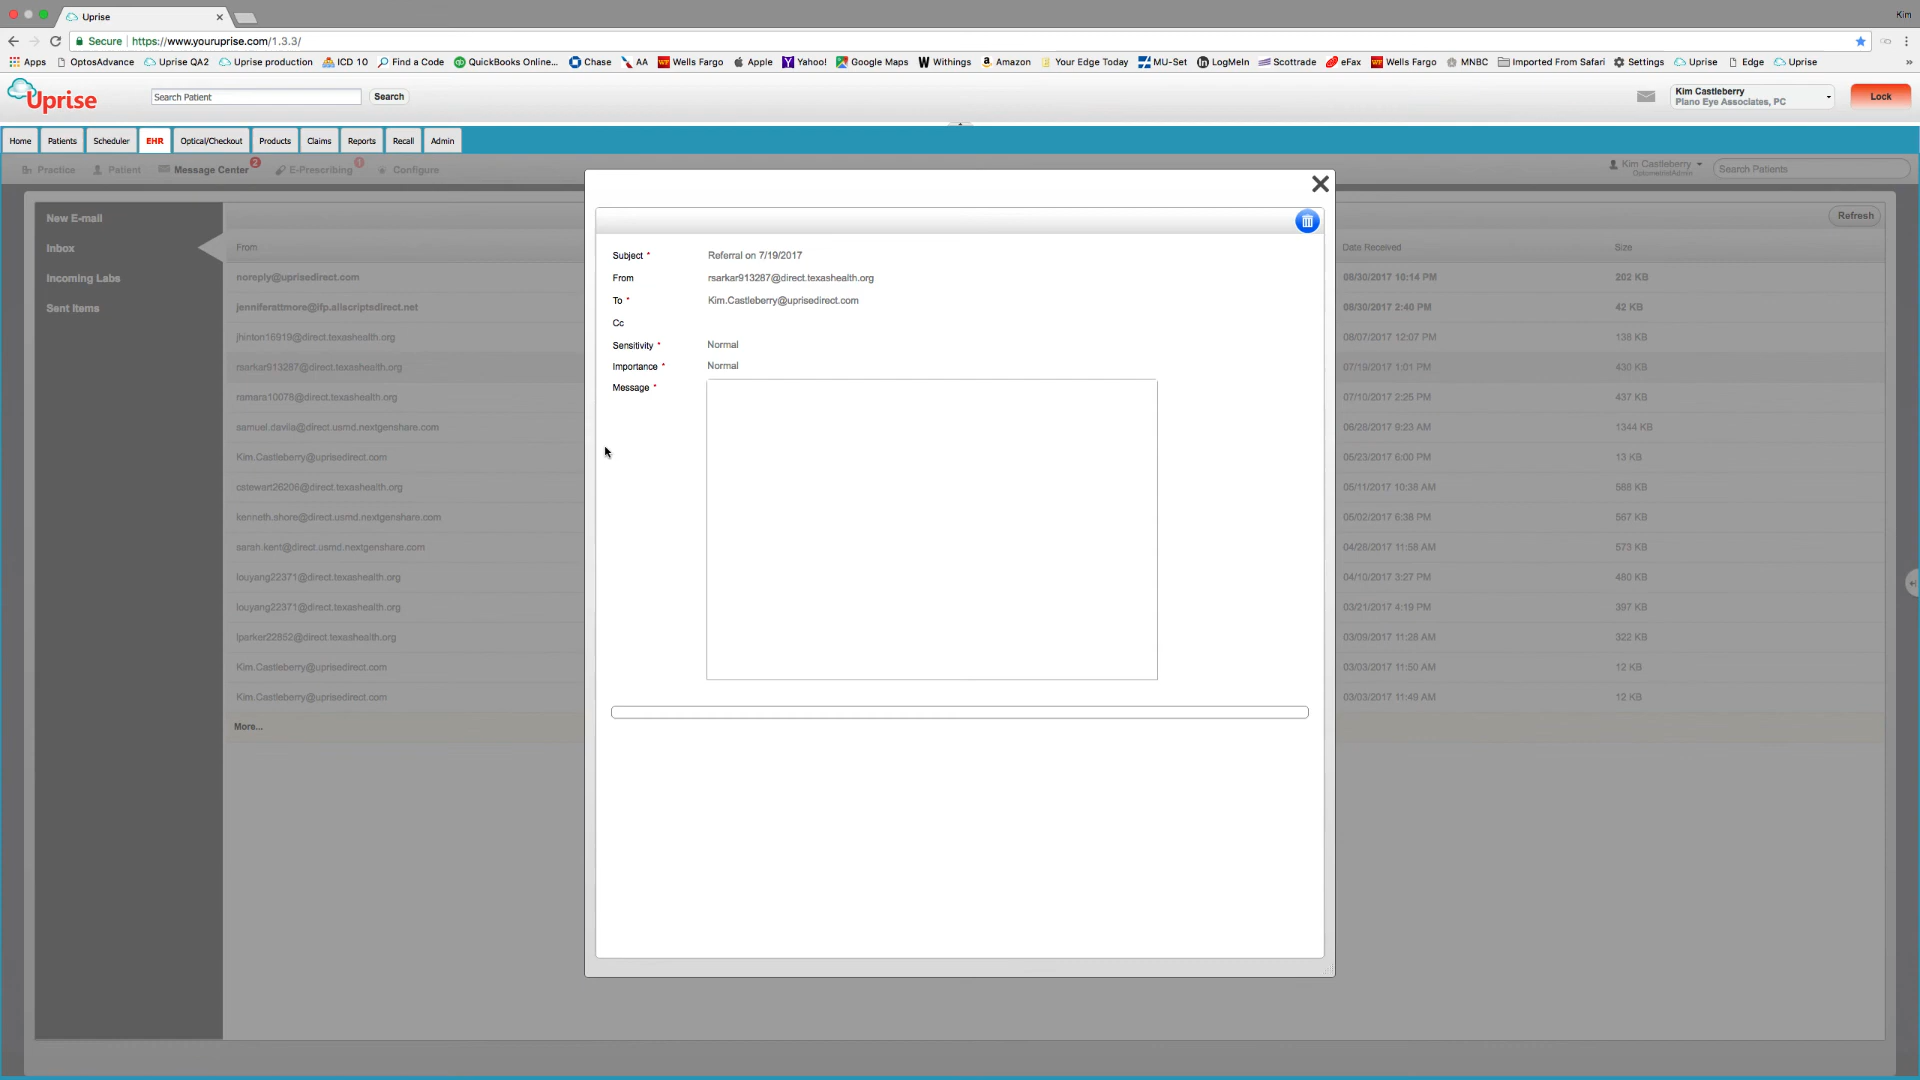 Uprise
Kim
Secure https://www.youruprise.com/1.3.3/
Apps OptosAdvance Uprise QA2 Uprise production ICD 10 Find a Code QuickBooks Online... Chase AA Wells Fargo Apple Yahoo! Google Maps Withings Amazon Your Edge Today MU-Set LogMeIn Scottrade eFax Wells Fargo MNBC Imported From Safari Settings Uprise Edge Uprise »
Uprise
Search Patient
Search
Kim Castleberry
Plano Eye Associates, PC
Lock
Home Patients Scheduler EHR Optical/Checkout Products Claims Reports Recall Admin
Practice Patient Message Center 2 E-Prescribing 1 Configure
Kim Castleberry
OptometristAdmin
Search Patients
New E-mail
Inbox
Incoming Labs
Sent Items
Refresh
From Date Received Size
noreply@uprisedirect.com 08/30/2017 10:14 PM 202 KB
jenniferattmore@ifp.allscriptsdirect.net 08/30/2017 2:40 PM 42 KB
jhinton16919@direct.texashealth.org 08/07/2017 12:07 PM 138 KB
rsarkar913287@direct.texashealth.org 07/19/2017 1:01 PM 430 KB
ramara10078@direct.texashealth.org 07/10/2017 2:25 PM 437 KB
samuel.davila@direct.usmd.nextgenshare.com 06/28/2017 9:23 AM 1344 KB
Kim.Castleberry@uprisedirect.com 05/23/2017 6:00 PM 13 KB
cstewart26206@direct.texashealth.org 05/11/2017 10:38 AM 588 KB
kenneth.shore@direct.usmd.nextgenshare.com 05/02/2017 6:38 PM 567 KB
sarah.kent@direct.usmd.nextgenshare.com 04/28/2017 11:58 AM 573 KB
louyang22371@direct.texashealth.org 04/10/2017 3:27 PM 480 KB
louyang22371@direct.texashealth.org 03/21/2017 4:19 PM 397 KB
lparker22852@direct.texashealth.org 03/09/2017 11:28 AM 322 KB
Kim.Castleberry@uprisedirect.com 03/03/2017 11:50 AM 12 KB
Kim.Castleberry@uprisedirect.com 03/03/2017 11:49 AM 12 KB
More...
Subject * Referral on 7/19/2017
From rsarkar913287@direct.texashealth.org
To * Kim.Castleberry@uprisedirect.com
Cc
Sensitivity * Normal
Importance * Normal
Message *